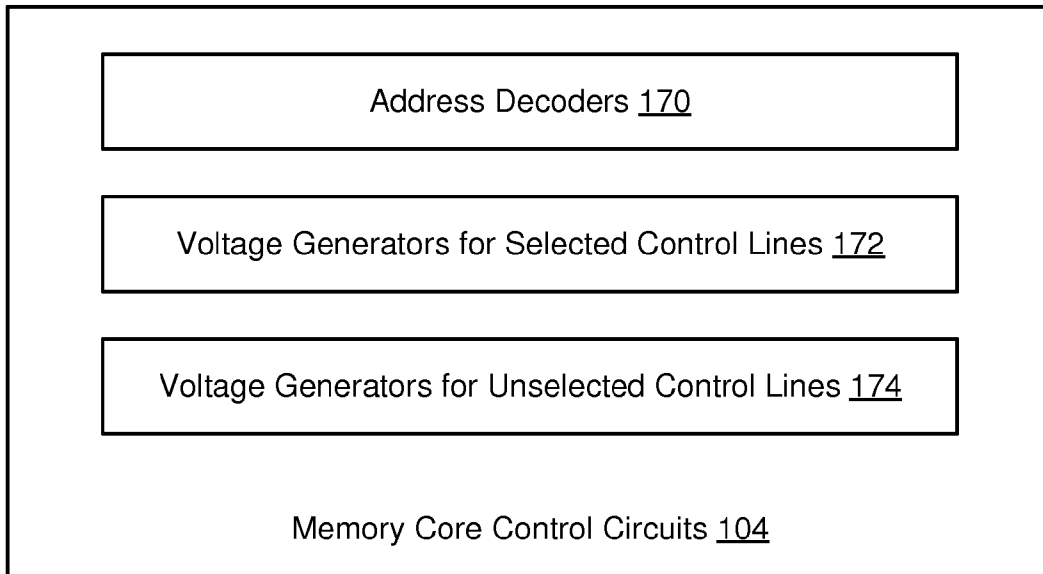 Address Decoders 170
Voltage Generators for Selected Control Lines 172
Voltage Generators for Unselected Control Lines 174
Memory Core Control Circuits 104